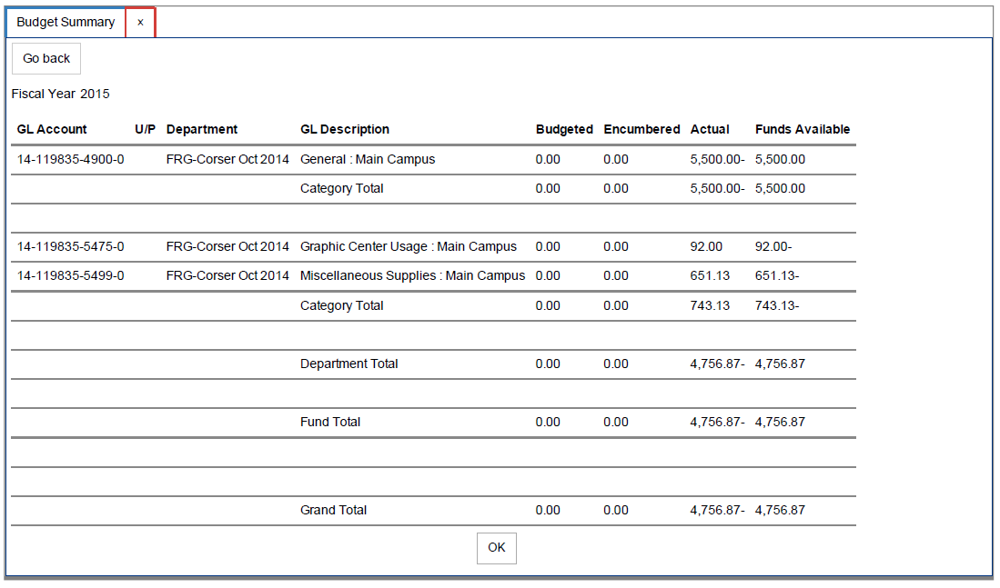 Budget Summary x
Go back
Fiscal Year 2015
GL Account U/P Department GL Description Budgeted Encumbered Actual Funds Available
14-119835-4900-0 FRG-Corser Oct 2014 General : Main Campus 0.00 0.00 5,500.00- 5,500.00
Category Total 0.00 0.00 5,500.00- 5,500.00
14-119835-5475-0 FRG-Corser Oct 2014 Graphic Center Usage : Main Campus 0.00 0.00 92.00 92.00-
14-119835-5499-0 FRG-Corser Oct 2014 Miscellaneous Supplies : Main Campus 0.00 0.00 651.13 651.13-
Category Total 0.00 0.00 743.13 743.13-
Department Total 0.00 0.00 4,756.87- 4,756.87
Fund Total 0.00 0.00 4,756.87- 4,756.87
Grand Total 0.00 0.00 4,756.87- 4,756.87
OK